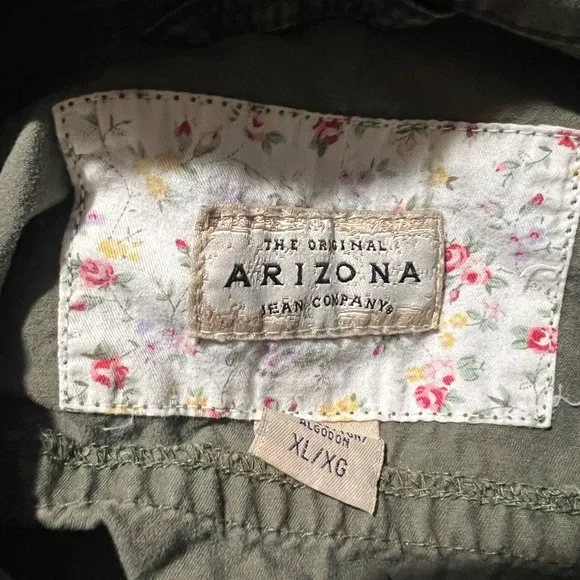 THE ORIGINAL
ARIZONA
JEAN COMPANY®
ALGODON
XL/XG